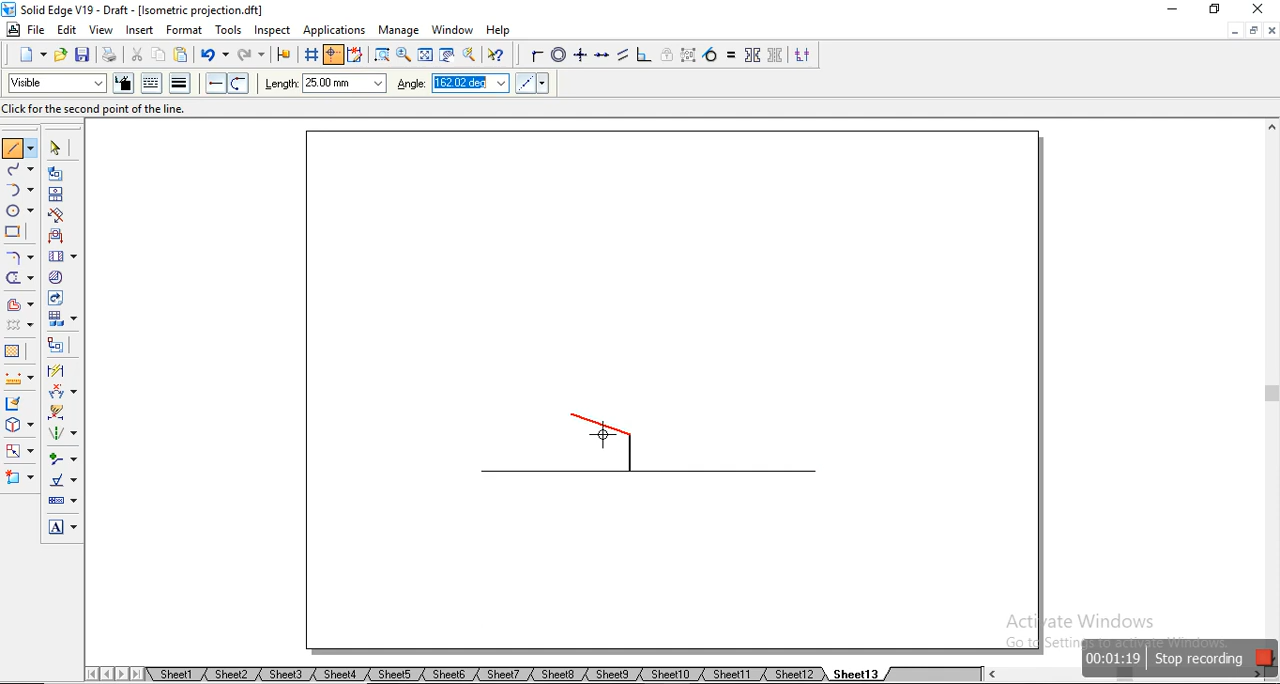 Solid Edge V19 - Draft - [Isometric projection.dft]
File Edit View Insert Format Tools Inspect Applications Manage Window Help
Visible Length: 25.00 mm Angle: 162.02 deg
Click for the second point of the line.
A
Activate Windows
Go to Settings to activate Windows.
00:01:19 Stop recording
Sheet1 Sheet2 Sheet3 Sheet4 Sheet5 Sheet6 Sheet7 Sheet8 Sheet9 Sheet10 Sheet11 Sheet12 Sheet13